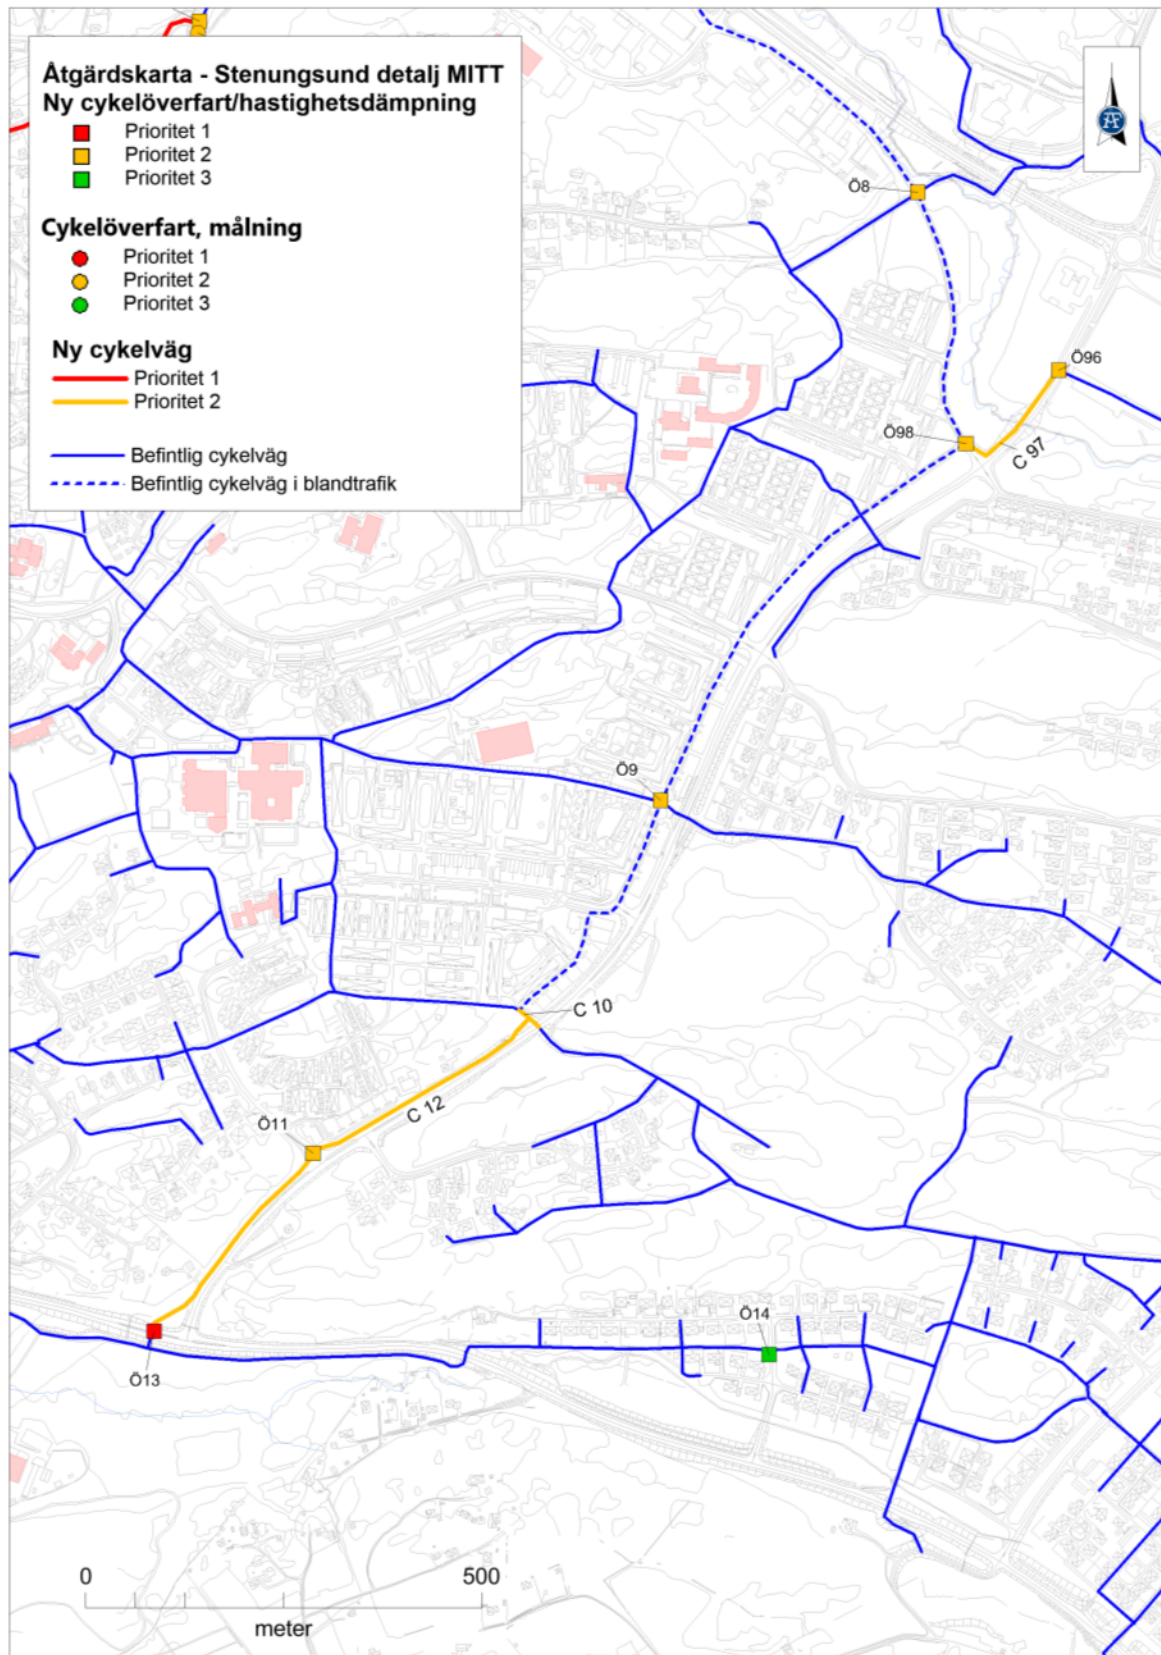 Åtgärdskarta - Stenungsund detalj MITT
Ny cykelöverfart/hastighetsdämpning
Prioritet 1
Prioritet 2
Prioritet 3
Cykelöverfart, målning
Prioritet 1
Prioritet 2
Prioritet 3
Ny cykelväg
Prioritet 1
Prioritet 2
Befintlig cykelväg
Befintlig cykelväg i blandtrafik
Ö8
Ö96
Ö98
C 97
Ö9
C 10
C 12
Ö11
Ö14
Ö13
0 500
meter